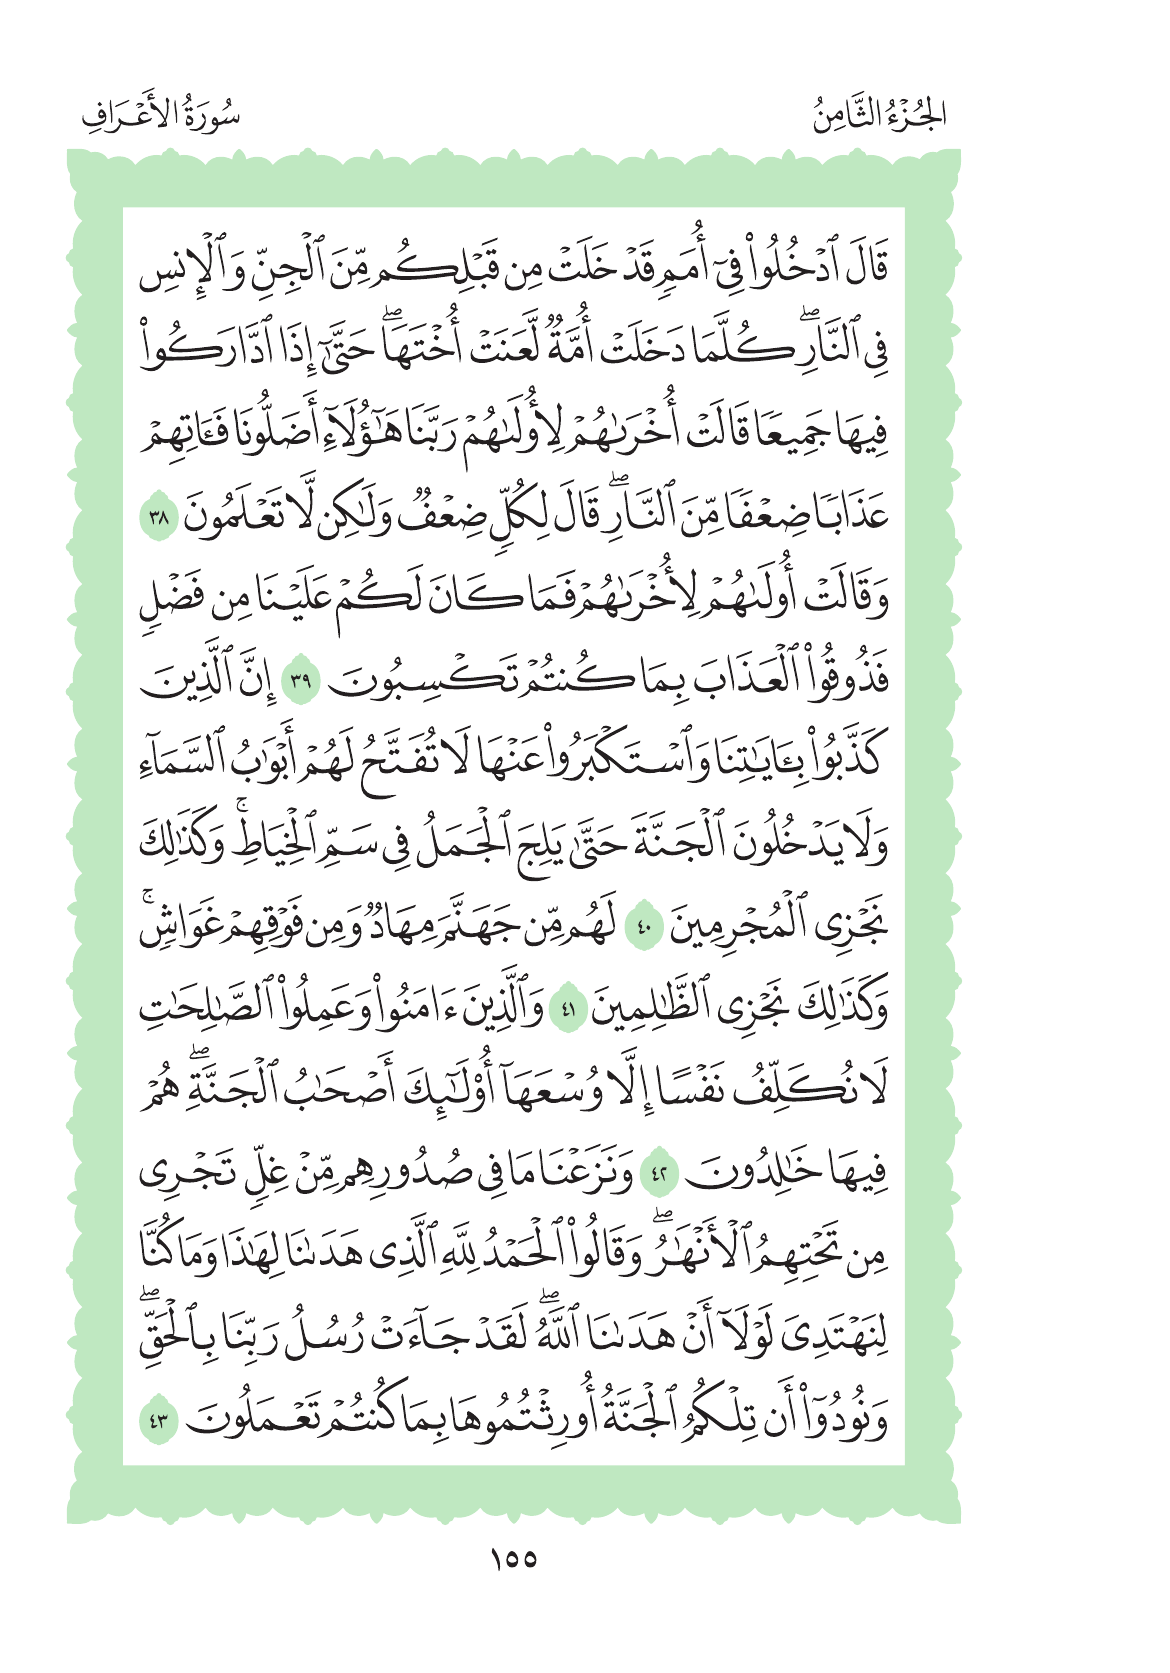 الجُزْءُ الثَّامِنُ
سُورَةُ الأَعْرَافِ
قَالَ ٱدْخُلُوا۟ فِىٓ أُمَمٍ قَدْ خَلَتْ مِن قَبْلِكُم مِّنَ ٱلْجِنِّ وَٱلْإِنسِ
فِى ٱلنَّارِ ۖ كُلَّمَا دَخَلَتْ أُمَّةٌ لَّعَنَتْ أُخْتَهَا ۖ حَتَّىٰٓ إِذَا ٱدَّارَكُوا۟
فِيهَا جَمِيعًا قَالَتْ أُخْرَىٰهُمْ لِأُولَىٰهُمْ رَبَّنَا هَٰٓؤُلَآءِ أَضَلُّونَا فَـَٔاتِهِمْ
عَذَابًا ضِعْفًا مِّنَ ٱلنَّارِ ۖ قَالَ لِكُلٍّ ضِعْفٌ وَلَٰكِن لَّا تَعْلَمُونَ ٣٨
وَقَالَتْ أُولَىٰهُمْ لِأُخْرَىٰهُمْ فَمَا كَانَ لَكُمْ عَلَيْنَا مِن فَضْلٍ
فَذُوقُوا۟ ٱلْعَذَابَ بِمَا كُنتُمْ تَكْسِبُونَ ٣٩ إِنَّ ٱلَّذِينَ
كَذَّبُوا۟ بِـَٔايَٰتِنَا وَٱسْتَكْبَرُوا۟ عَنْهَا لَا تُفَتَّحُ لَهُمْ أَبْوَٰبُ ٱلسَّمَآءِ
وَلَا يَدْخُلُونَ ٱلْجَنَّةَ حَتَّىٰ يَلِجَ ٱلْجَمَلُ فِى سَمِّ ٱلْخِيَاطِ ۚ وَكَذَٰلِكَ
نَجْزِى ٱلْمُجْرِمِينَ ٤٠ لَهُم مِّن جَهَنَّمَ مِهَادٌ وَمِن فَوْقِهِمْ غَوَاشٍ ۚ
وَكَذَٰلِكَ نَجْزِى ٱلظَّٰلِمِينَ ٤١ وَٱلَّذِينَ ءَامَنُوا۟ وَعَمِلُوا۟ ٱلصَّٰلِحَٰتِ
لَا نُكَلِّفُ نَفْسًا إِلَّا وُسْعَهَآ أُو۟لَٰٓئِكَ أَصْحَٰبُ ٱلْجَنَّةِ ۖ هُمْ
فِيهَا خَٰلِدُونَ ٤٢ وَنَزَعْنَا مَا فِى صُدُورِهِم مِّنْ غِلٍّ تَجْرِى
مِن تَحْتِهِمُ ٱلْأَنْهَٰرُ ۖ وَقَالُوا۟ ٱلْحَمْدُ لِلَّهِ ٱلَّذِى هَدَىٰنَا لِهَٰذَا وَمَا كُنَّا
لِنَهْتَدِىَ لَوْلَآ أَنْ هَدَىٰنَا ٱللَّهُ ۖ لَقَدْ جَآءَتْ رُسُلُ رَبِّنَا بِٱلْحَقِّ ۖ
وَنُودُوٓا۟ أَن تِلْكُمُ ٱلْجَنَّةُ أُورِثْتُمُوهَا بِمَا كُنتُمْ تَعْمَلُونَ ٤٣
١٥٥